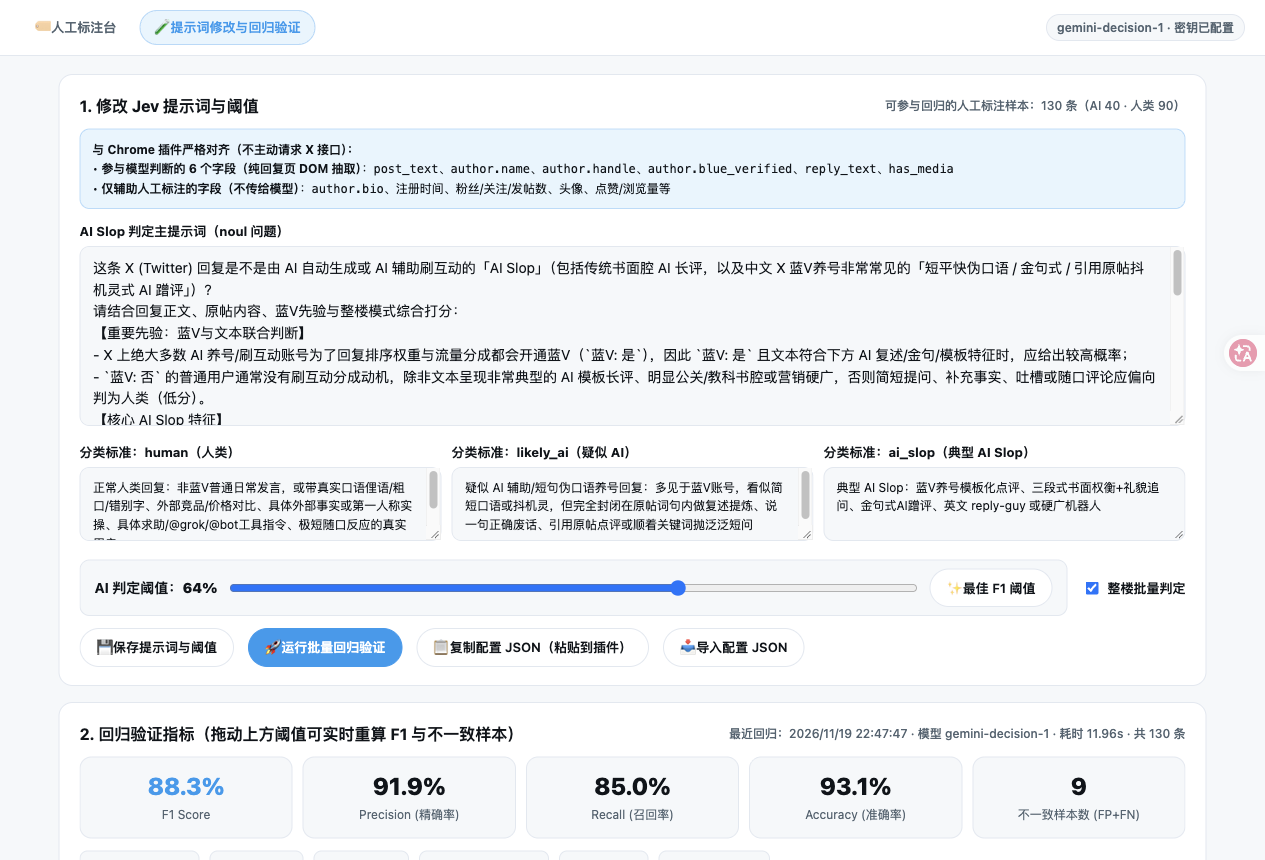 人工标注台
提示词修改与回归验证
gemini-decision-1 · 密钥已配置
1. 修改 Jev 提示词与阈值
可参与回归的人工标注样本：130 条（AI 40 · 人类 90）
与 Chrome 插件严格对齐（不主动请求 X 接口）：
· 参与模型判断的 6 个字段（纯回复页 DOM 抽取）：post_text、author.name、author.handle、author.blue_verified、reply_text、has_media
· 仅辅助人工标注的字段（不传给模型）：author.bio、注册时间、粉丝/关注/发帖数、头像、点赞/浏览量等
AI Slop 判定主提示词（noul 问题）
这条 X (Twitter) 回复是不是由 AI 自动生成或 AI 辅助刷互动的「AI Slop」（包括传统书面腔 AI 长评，以及中文 X 蓝V养号非常常见的「短平快伪口语 / 金句式 / 引用原帖抖
机灵式 AI 蹭评」）？
请结合回复正文、原帖内容、蓝V先验与整楼模式综合打分：
【重要先验：蓝V与文本联合判断】
- X 上绝大多数 AI 养号/刷互动账号为了回复排序权重与流量分成都会开通蓝V（`蓝V: 是`），因此 `蓝V: 是` 且文本符合下方 AI 复述/金句/模板特征时，应给出较高概率；
- `蓝V: 否` 的普通用户通常没有刷互动分成动机，除非文本呈现非常典型的 AI 模板长评、明显公关/教科书腔或营销硬广，否则简短提问、补充事实、吐槽或随口评论应偏向
判为人类（低分）。
【核心 AI Slop 特征】
分类标准：human（人类）
分类标准：likely_ai（疑似 AI）
分类标准：ai_slop（典型 AI Slop）
正常人类回复：非蓝V普通日常发言，或带真实口语俚语/粗
口/错别字、外部竞品/价格对比、具体外部事实或第一人称实
操、具体求助/@grok/@bot工具指令、极短随口反应的真实
疑似 AI 辅助/短句伪口语养号回复：多见于蓝V账号，看似简
短口语或抖机灵，但完全封闭在原帖词句内做复述提炼、说
一句正确废话、引用原帖点评或顺着关键词抛泛泛短问
典型 AI Slop：蓝V养号模板化点评、三段式书面权衡+礼貌追
问、金句式AI蹭评、英文 reply-guy 或硬广机器人
AI 判定阈值：64%
✨最佳 F1 阈值
整楼批量判定
💾保存提示词与阈值
🚀运行批量回归验证
📋复制配置 JSON（粘贴到插件）
📥导入配置 JSON
2. 回归验证指标（拖动上方阈值可实时重算 F1 与不一致样本）
最近回归：2026/11/19 22:47:47 · 模型 gemini-decision-1 · 耗时 11.96s · 共 130 条
88.3%
F1 Score
91.9%
Precision (精确率)
85.0%
Recall (召回率)
93.1%
Accuracy (准确率)
9
不一致样本数 (FP+FN)